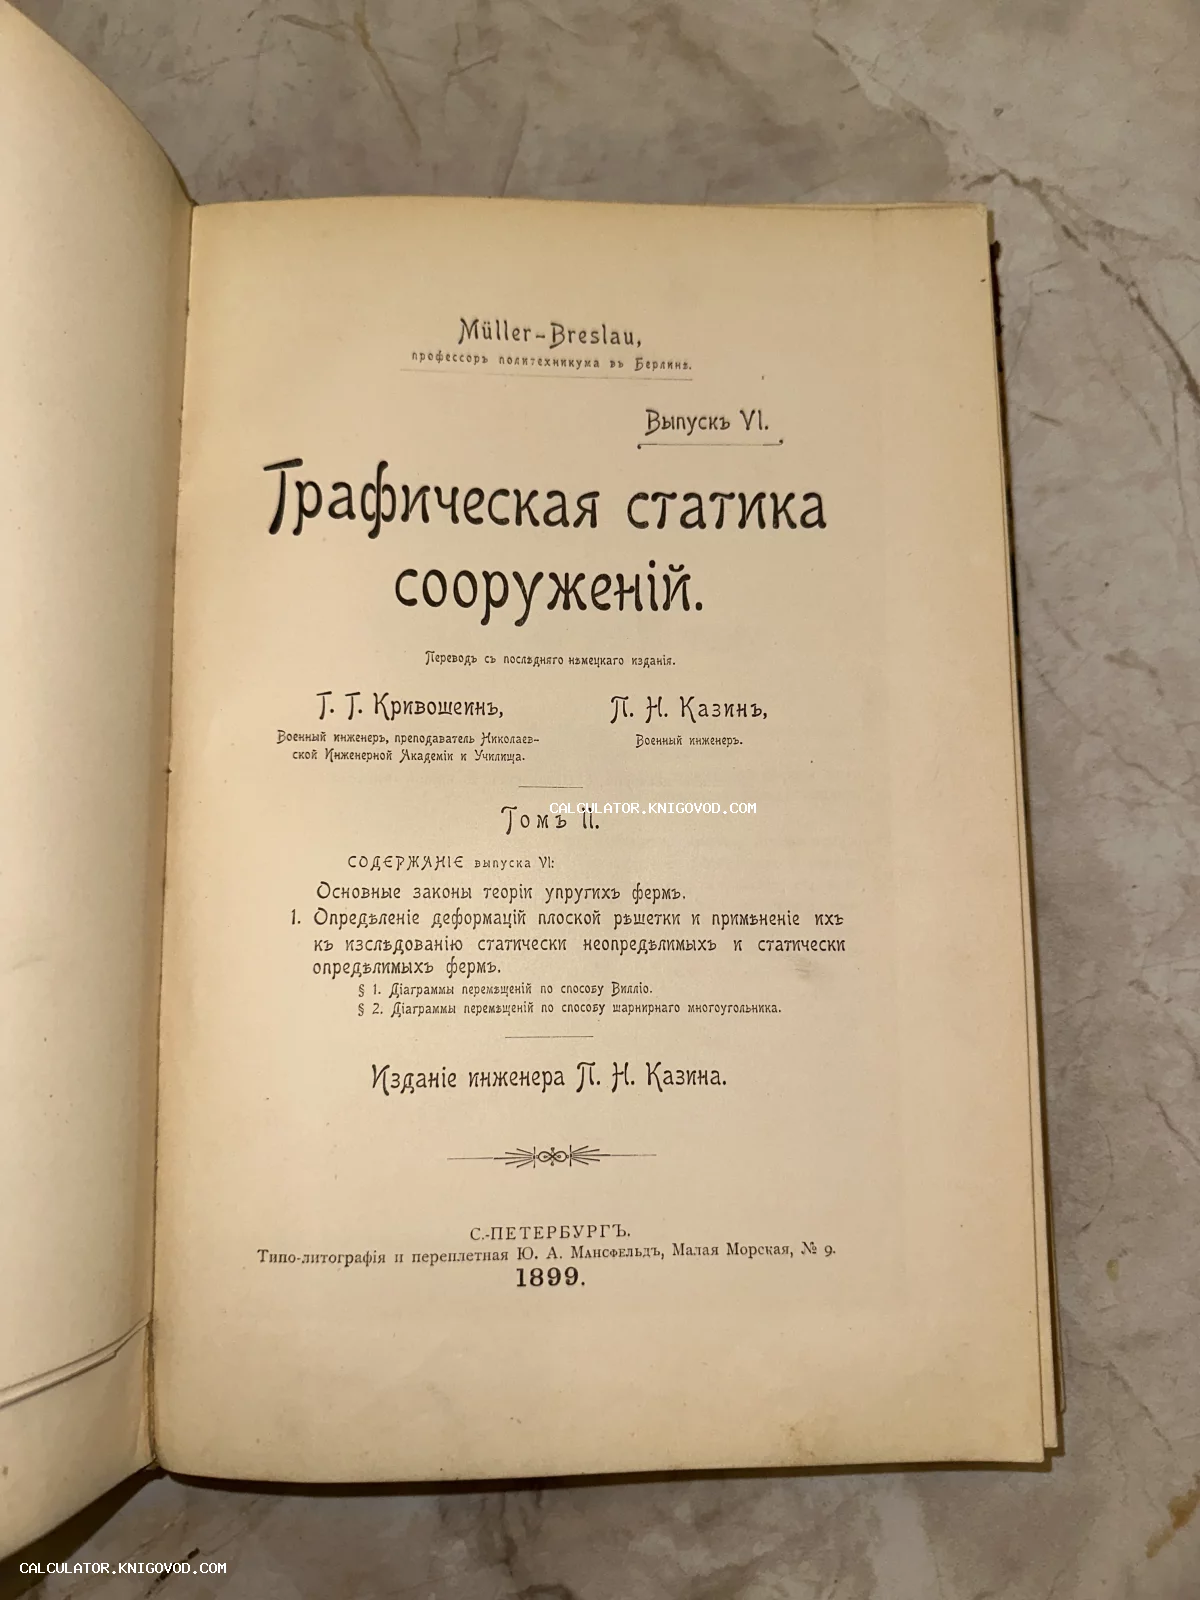 Müller-Breslau,
профессоръ политехникума въ Берлинѣ.
Выпускъ VI.
Графическая статика
сооруженій.
Переводъ съ послѣдняго нѣмецкаго изданія.
Г. Г. Кривошеинъ,
П. Н. Казинъ,
Военный инженеръ, преподаватель Николаев-
ской Инженерной Академіи и Училища.
Военный инженеръ.
CALCULATOR.KNIGOVOD.COM
Томъ II.
СОДЕРЖАНІЕ выпуска VI:
Основные законы теоріи упругихъ фермъ.
1. Опредѣленіе деформацій плоской рѣшетки и примѣненіе ихъ
къ изслѣдованію статически неопредѣлимыхъ и статически
опредѣлимыхъ фермъ.
§ 1. Діаграммы перемѣщеній по способу Вилліо.
§ 2. Діаграммы перемѣщеній по способу шарнирнаго многоугольника.
Изданіе инженера П. Н. Казина.
С.-ПЕТЕРБУРГЪ.
Типо-литографія и переплетная Ю. А. Мансфельдъ, Малая Морская, № 9.
1899.
CALCULATOR.KNIGOVOD.COM